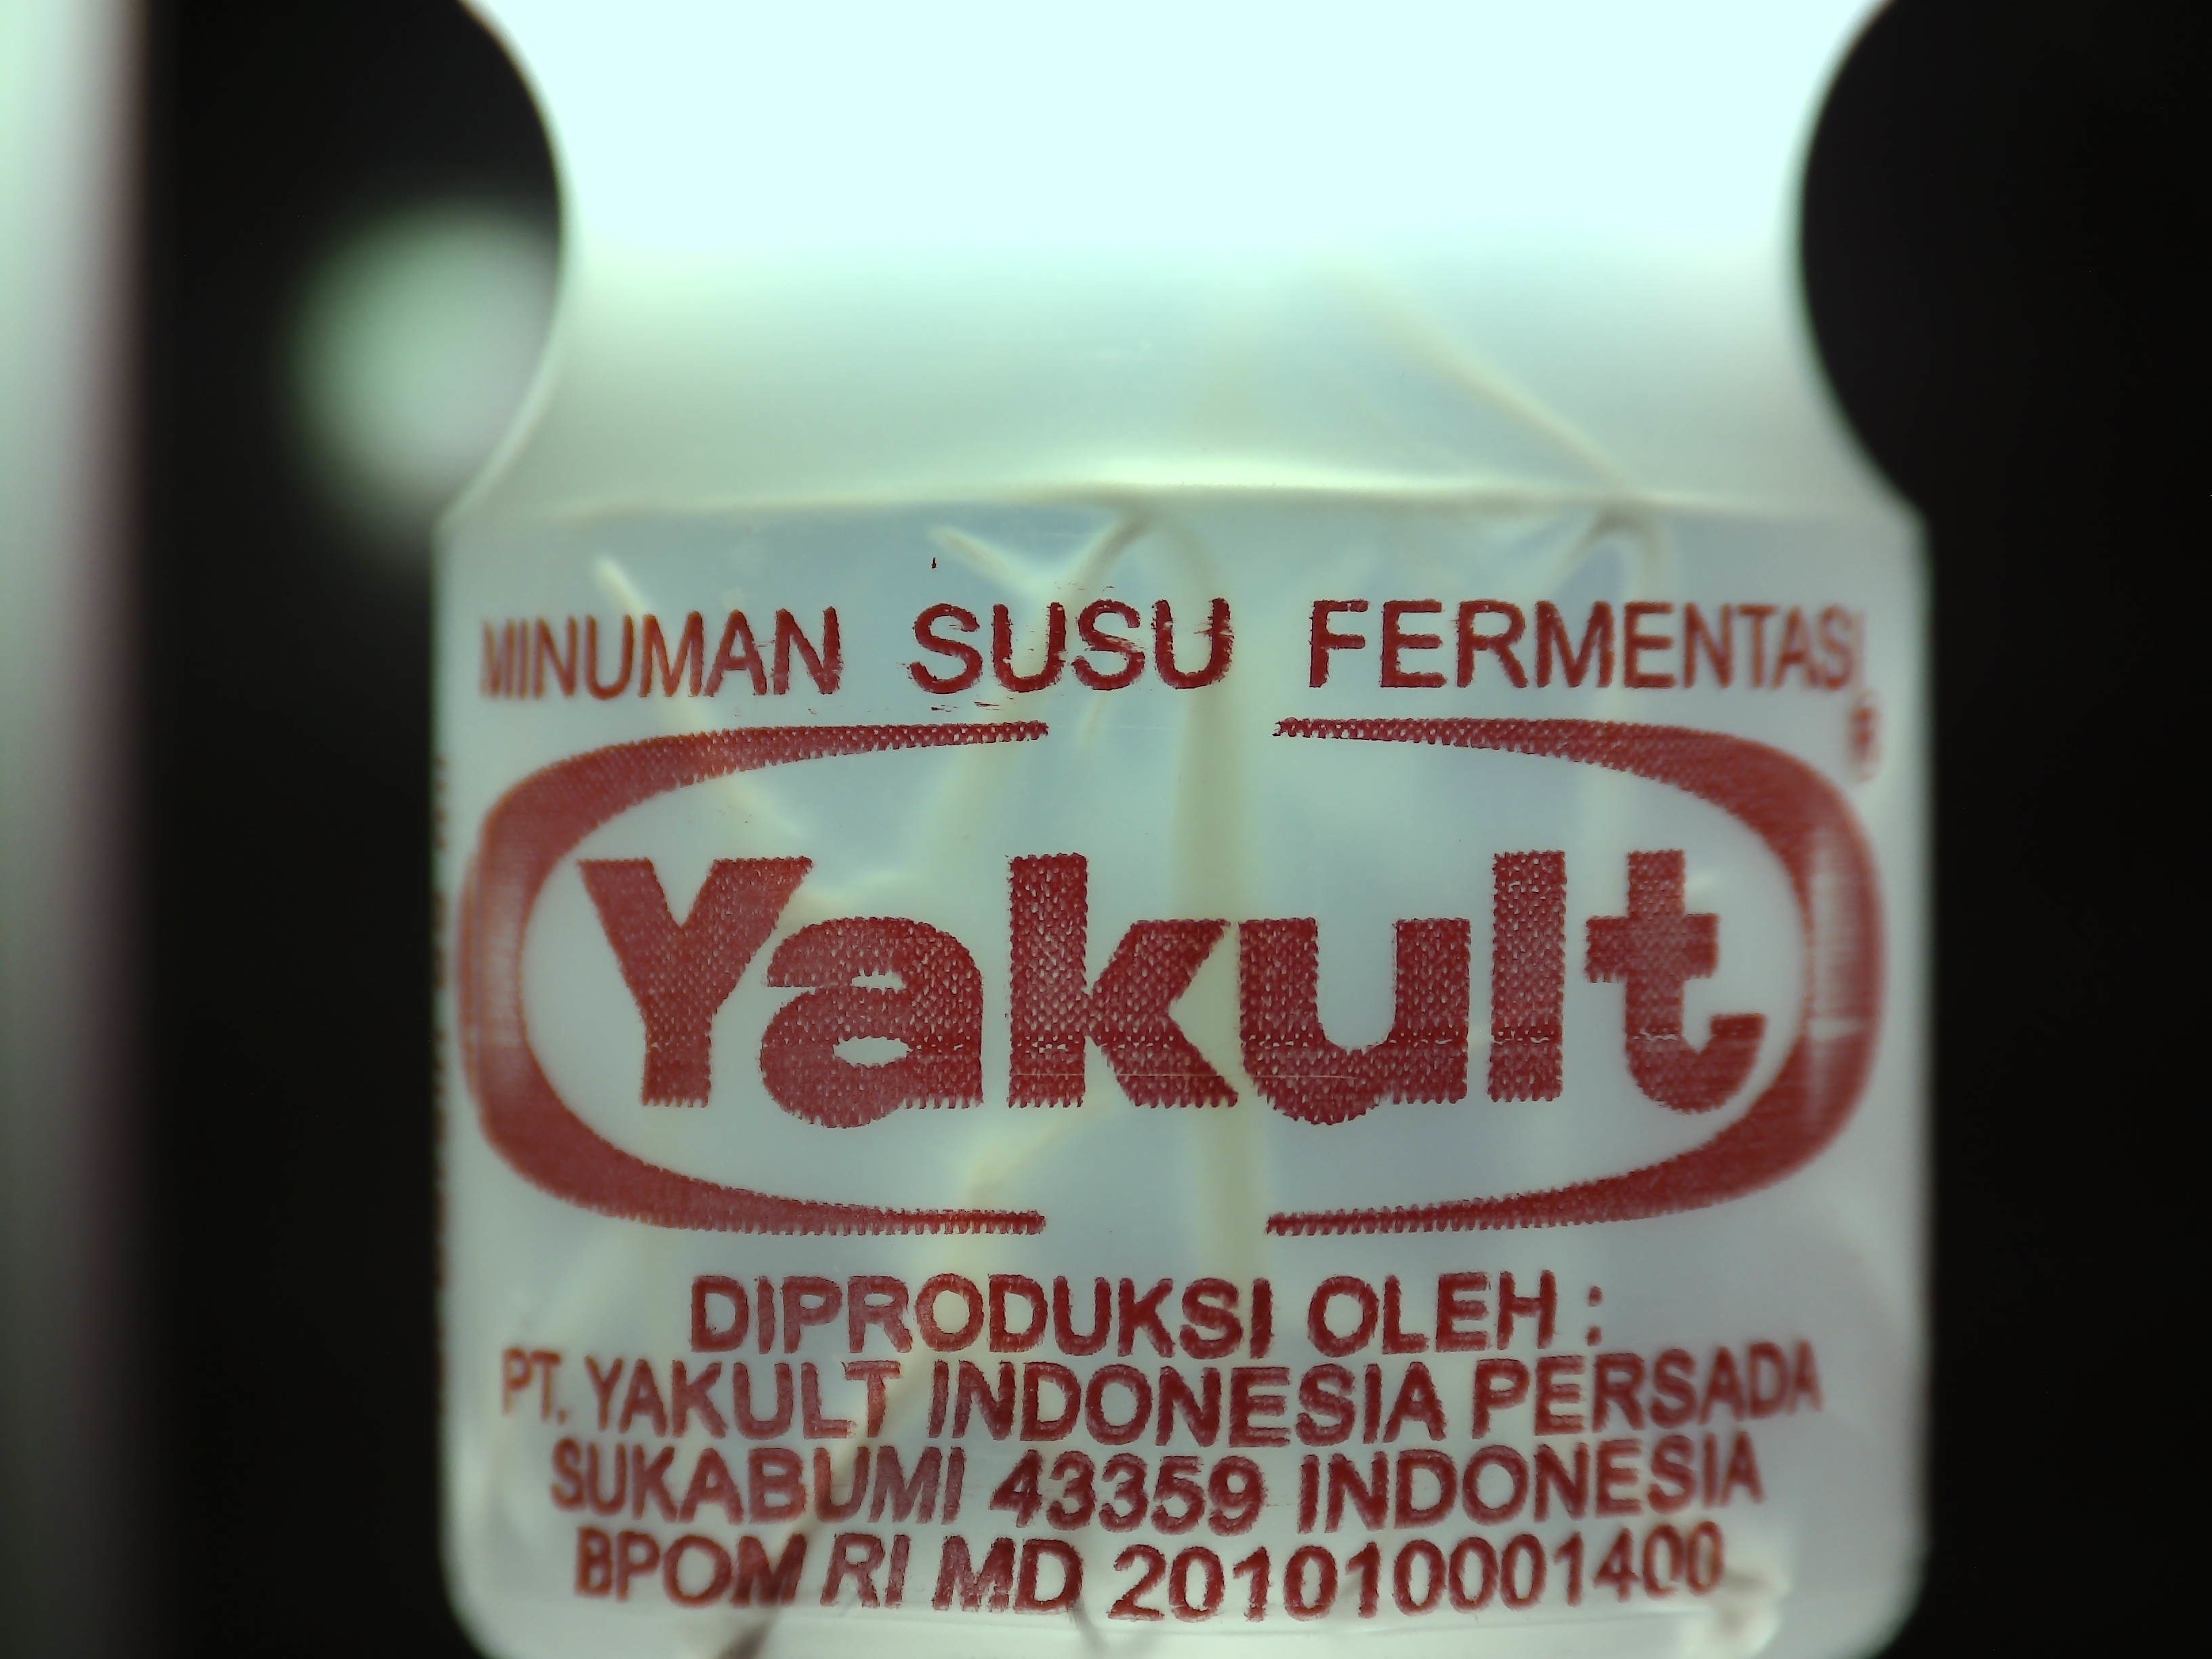 MINUMAN SUSU FERMENTASI
Yakult
DIPRODUKSI OLEH :
PT. YAKULT INDONESIA PERSADA
SUKABUMI 43359 INDONESIA
BPOM RI MD 201010001400